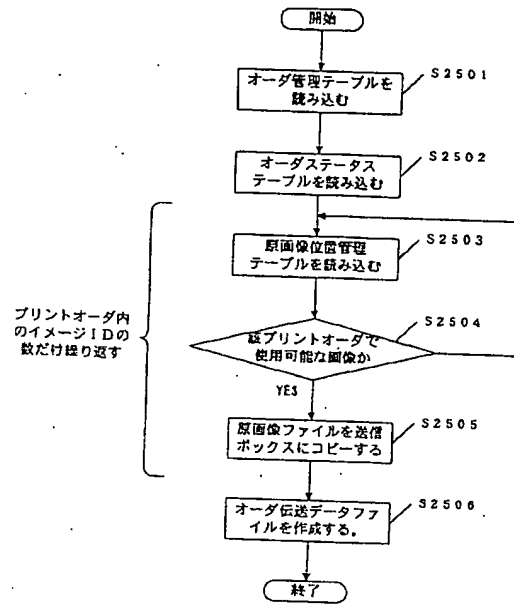 開始
オーダ管理テーブルを
読み込む
S2501
オーダステータス
テーブルを読み込む
S2502
原画像位置管理
テーブルを読み込む
S2503
プリントオーダ内
のイメージIDの
数だけ繰り返す
該プリントオーダで
使用可能な画像か
S2504
YES
原画像ファイルを送信
ボックスにコピーする
S2505
オーダ伝送データファ
イルを作成する。
S2506
終了